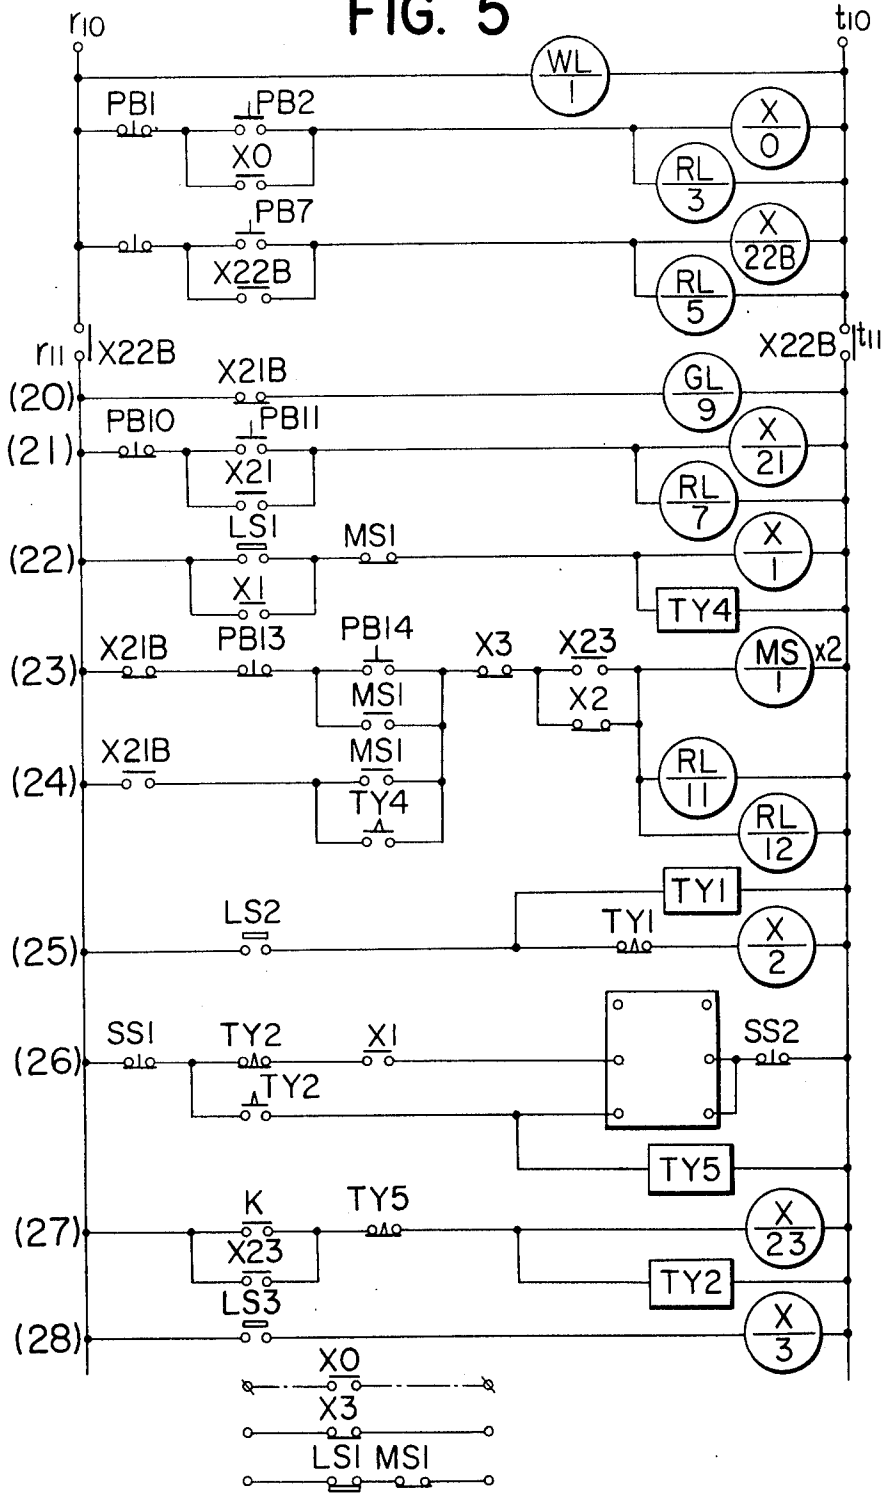 FIG. 5
r10 t10
WL
1
PB1 PB2 X
0
X0 RL
3
PB7 X
22B
X22B RL
5
r11 X22B X22B t11
(20) X21B GL
9
(21) PB10 PB11 X
21
X21 RL
7
(22) LS1 MS1 X
1
X1 TY4
(23) X21B PB13 PB14 X3 X23 MS
1 x2
MS1 X2
(24) X21B MS1 RL
11
TY4 RL
12
TY1
(25) LS2 TY1 X
2
(26) SS1 TY2 X1 SS2
TY2
TY5
(27) K TY5 X
23
X23 TY2
(28) LS3 X
3
X0
X3
LS1 MS1